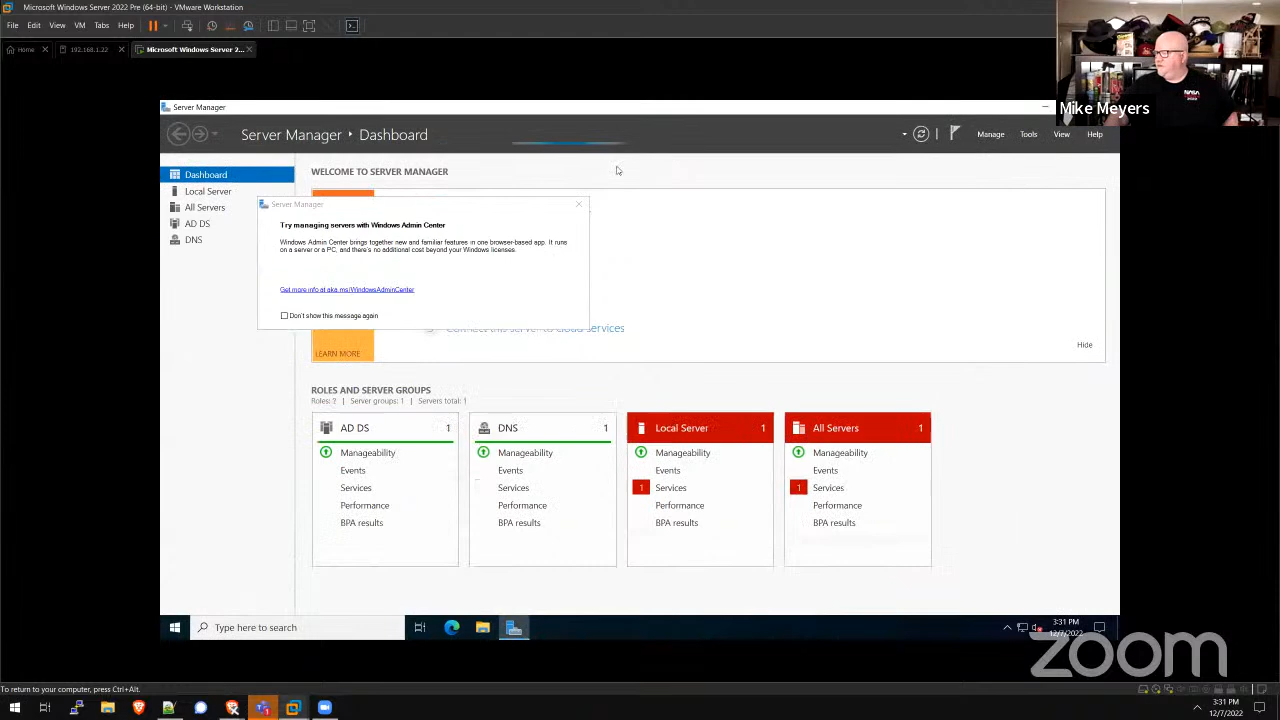 Microsoft Windows Server 2022 Pre (64-bit) - VMware Workstation
File Edit View VM Tabs Help
Home
192.168.1.22
Microsoft Windows Server 2...
Mike Meyers
NASA
Server Manager
Server Manager
Dashboard
Manage Tools View Help
Dashboard
Local Server
All Servers
AD DS
DNS
WELCOME TO SERVER MANAGER
Server Manager
Try managing servers with Windows Admin Center
Windows Admin Center brings together new and familiar features in one browser-based app. It runs
on a server or a PC, and there's no additional cost beyond your Windows licenses.
Get more info at aka.ms/WindowsAdminCenter
Don't show this message again
Connect this server to cloud services
LEARN MORE
Hide
ROLES AND SERVER GROUPS
Roles: 2 | Server groups: 1 | Servers total: 1
AD DS 1
Manageability
Events
Services
Performance
BPA results
DNS 1
Manageability
Events
Services
Performance
BPA results
Local Server 1
Manageability
Events
1 Services
Performance
BPA results
All Servers 1
Manageability
Events
1 Services
Performance
BPA results
Type here to search
3:31 PM
12/7/2022
zoom
To return to your computer, press Ctrl+Alt.
3:31 PM
12/7/2022